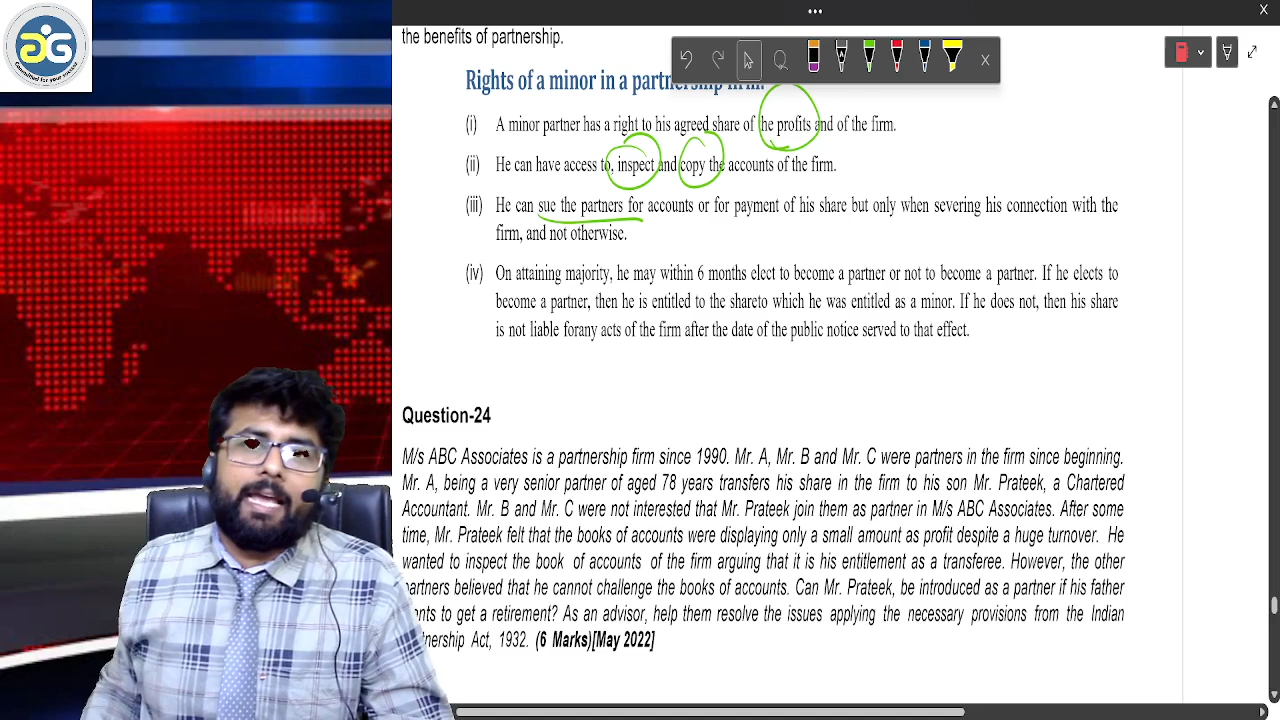 the benefits of partnership.
Rights of a minor in a partnership firm:
(i) A minor partner has a right to his agreed share of the profits and of the firm.
(ii) He can have access to, inspect and copy the accounts of the firm.
(iii) He can sue the partners for accounts or for payment of his share but only when severing his connection with the
firm, and not otherwise.
(iv) On attaining majority, he may within 6 months elect to become a partner or not to become a partner. If he elects to
become a partner, then he is entitled to the shareto which he was entitled as a minor. If he does not, then his share
is not liable forany acts of the firm after the date of the public notice served to that effect.
Question-24
M/s ABC Associates is a partnership firm since 1990. Mr. A, Mr. B and Mr. C were partners in the firm since beginning.
Mr. A, being a very senior partner of aged 78 years transfers his share in the firm to his son Mr. Prateek, a Chartered
Accountant. Mr. B and Mr. C were not interested that Mr. Prateek join them as partner in M/s ABC Associates. After some
time, Mr. Prateek felt that the books of accounts were displaying only a small amount as profit despite a huge turnover. He
wanted to inspect the book of accounts of the firm arguing that it is his entitlement as a transferee. However, the other
partners believed that he cannot challenge the books of accounts. Can Mr. Prateek, be introduced as a partner if his father
wants to get a retirement? As an advisor, help them resolve the issues applying the necessary provisions from the Indian
Partnership Act, 1932. (6 Marks)[May 2022]